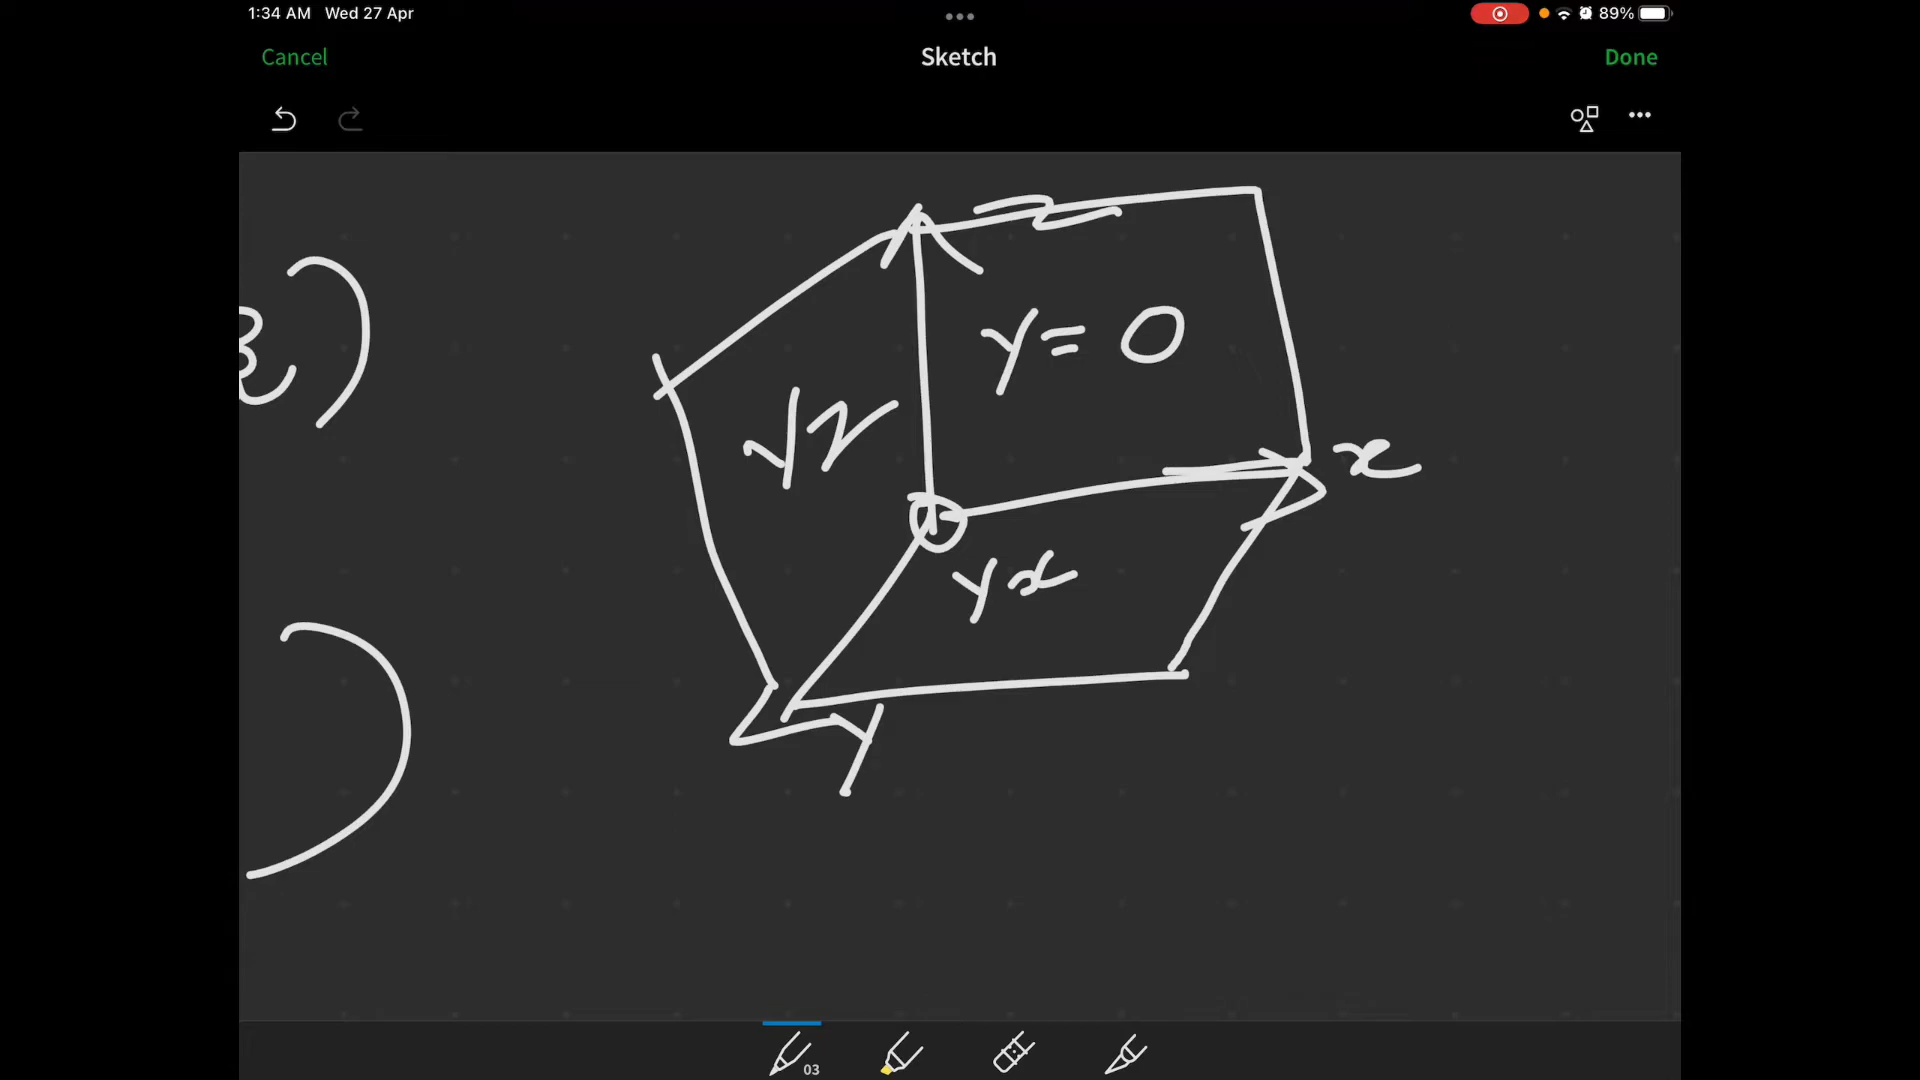 1:34 AM Wed 27 Apr
89%
Cancel
Sketch
Done
z
y = 0
yz
x
yx
y
03